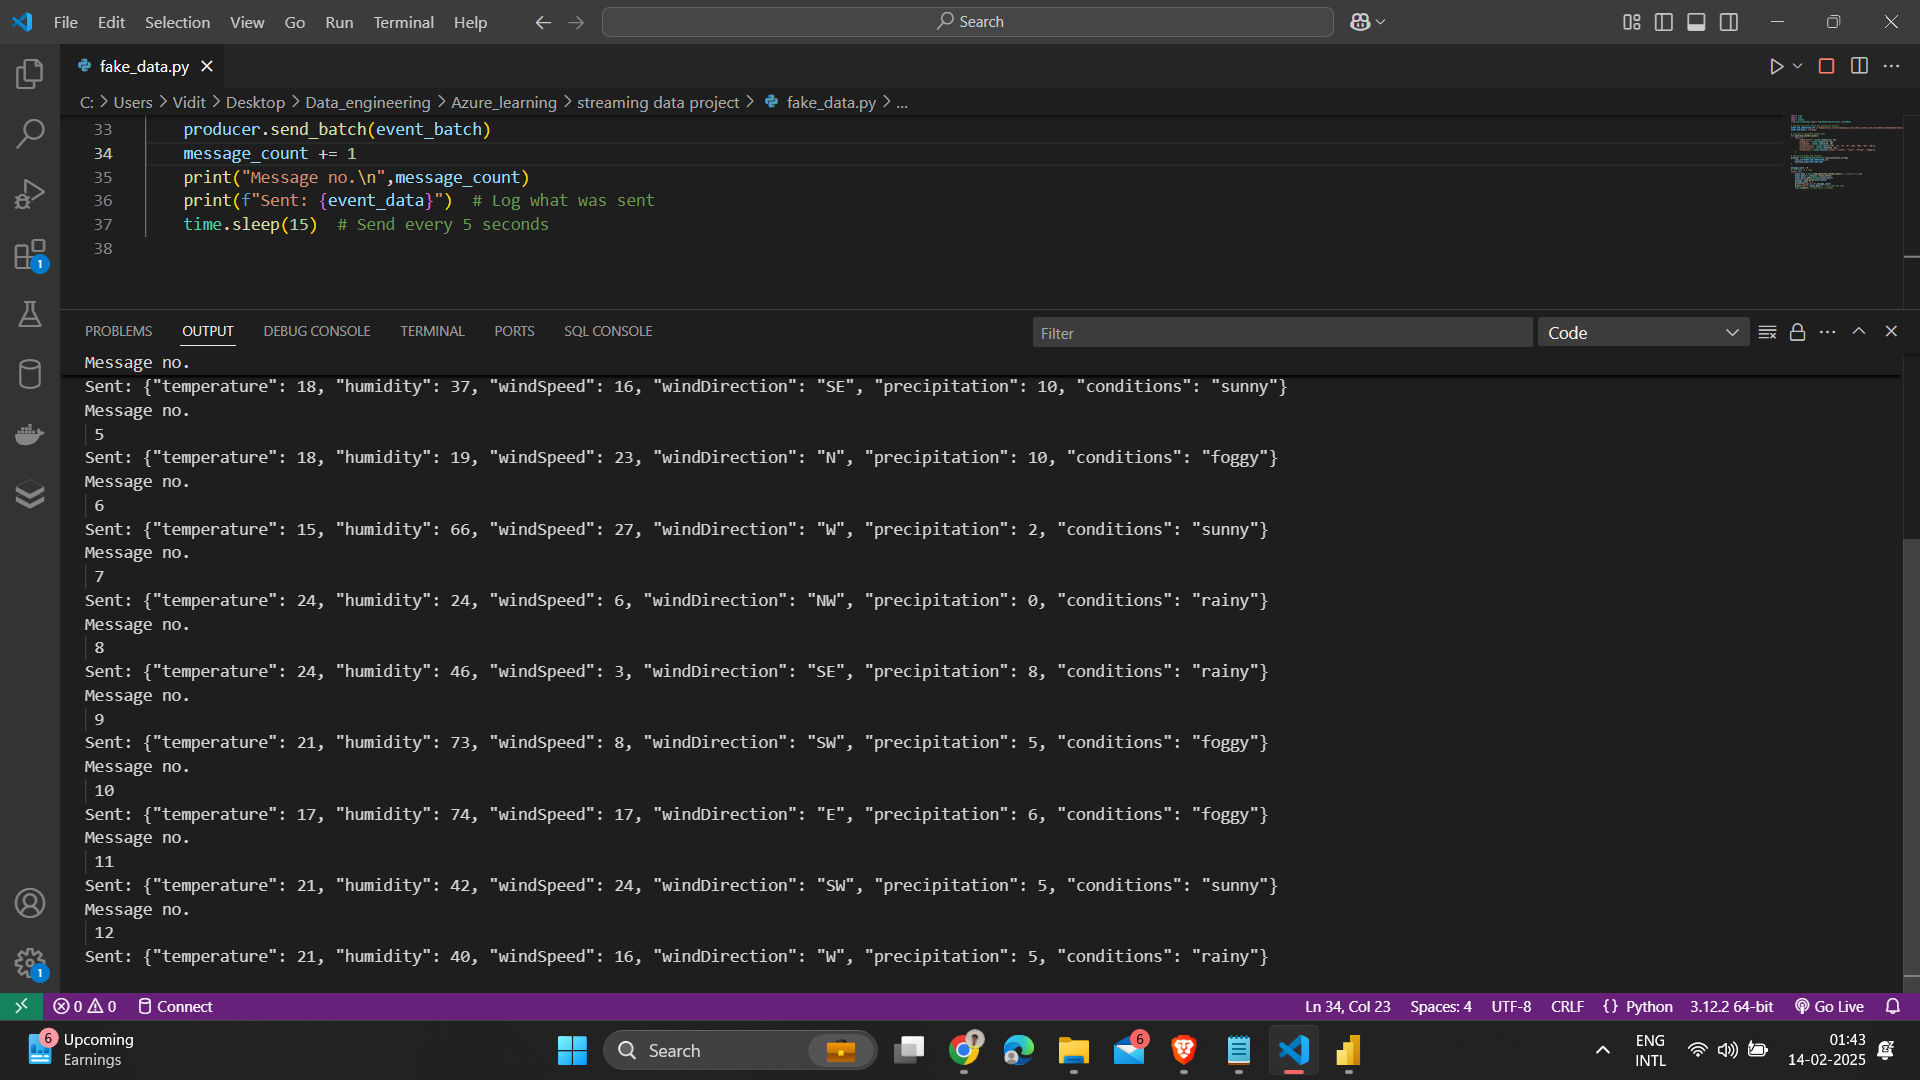 File Edit Selection View Go Run Terminal Help Search
fake_data.py
C: > Users > Vidit > Desktop > Data_engineering > Azure_learning > streaming data project > fake_data.py > ...
33 producer.send_batch(event_batch)
34 message_count += 1
35 print("Message no.\n",message_count)
36 print(f"Sent: {event_data}")  # Log what was sent
37 time.sleep(15)  # Send every 5 seconds
38
1
PROBLEMS OUTPUT DEBUG CONSOLE TERMINAL PORTS SQL CONSOLE Filter Code
Message no.
Sent: {"temperature": 18, "humidity": 37, "windSpeed": 16, "windDirection": "SE", "precipitation": 10, "conditions": "sunny"}
Message no.
5
Sent: {"temperature": 18, "humidity": 19, "windSpeed": 23, "windDirection": "N", "precipitation": 10, "conditions": "foggy"}
Message no.
6
Sent: {"temperature": 15, "humidity": 66, "windSpeed": 27, "windDirection": "W", "precipitation": 2, "conditions": "sunny"}
Message no.
7
Sent: {"temperature": 24, "humidity": 24, "windSpeed": 6, "windDirection": "NW", "precipitation": 0, "conditions": "rainy"}
Message no.
8
Sent: {"temperature": 24, "humidity": 46, "windSpeed": 3, "windDirection": "SE", "precipitation": 8, "conditions": "rainy"}
Message no.
9
Sent: {"temperature": 21, "humidity": 73, "windSpeed": 8, "windDirection": "SW", "precipitation": 5, "conditions": "foggy"}
Message no.
10
Sent: {"temperature": 17, "humidity": 74, "windSpeed": 17, "windDirection": "E", "precipitation": 6, "conditions": "foggy"}
Message no.
11
Sent: {"temperature": 21, "humidity": 42, "windSpeed": 24, "windDirection": "SW", "precipitation": 5, "conditions": "sunny"}
Message no.
12
Sent: {"temperature": 21, "humidity": 40, "windSpeed": 16, "windDirection": "W", "precipitation": 5, "conditions": "rainy"}
1
0 0 Connect Ln 34, Col 23 Spaces: 4 UTF-8 CRLF {} Python 3.12.2 64-bit Go Live
6 Upcoming
Earnings
Search
6
ENG
INTL
01:43
14-02-2025